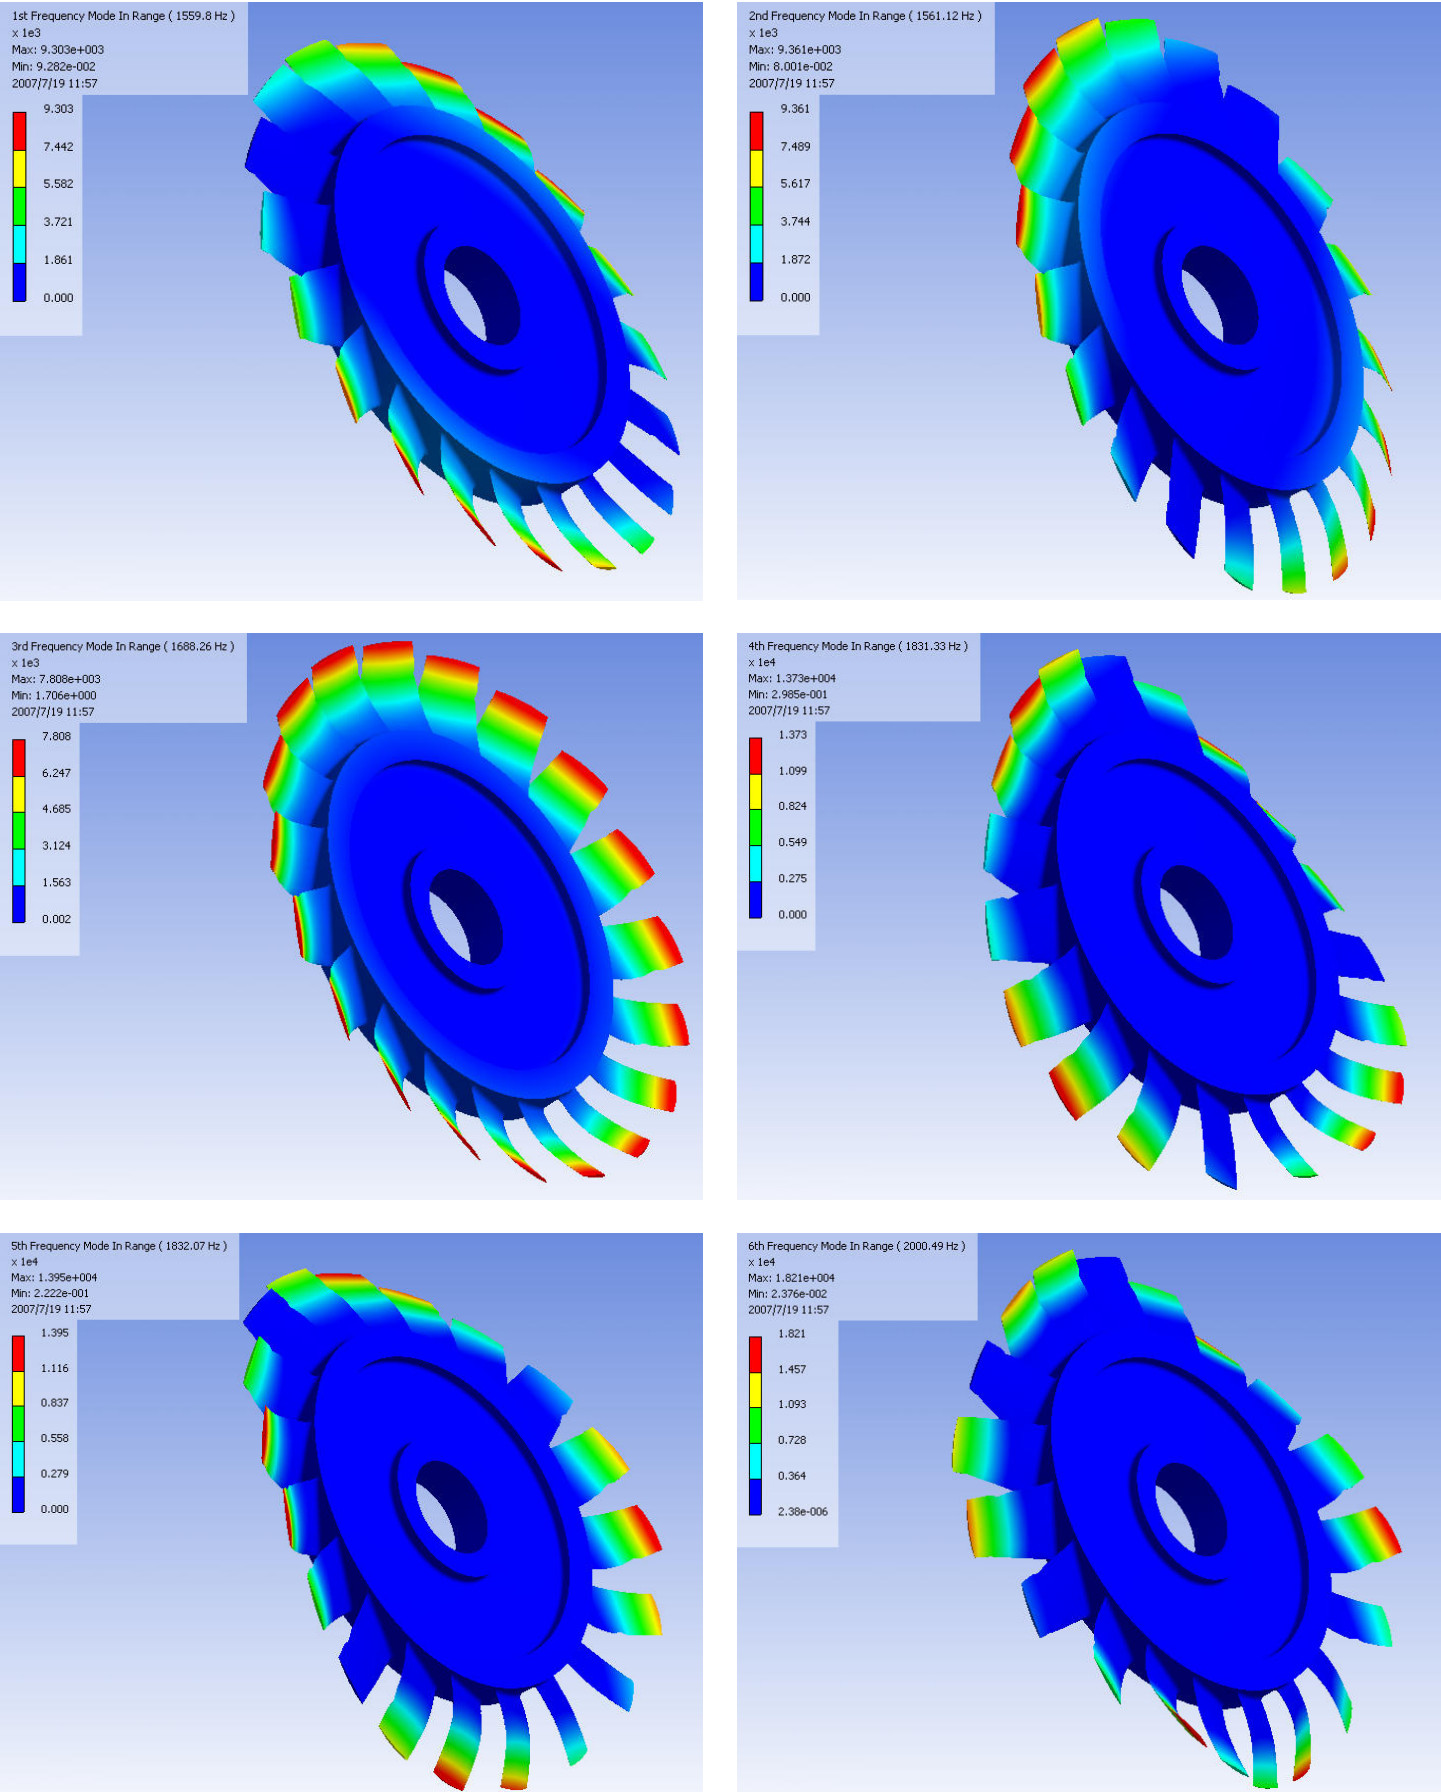 1st Frequency Mode In Range ( 1559.8 Hz )
x 1e3
Max: 9.303e+003
Min: 9.282e-002
2007/7/19 11:57
9.303
7.442
5.582
3.721
1.861
0.000
2nd Frequency Mode In Range ( 1561.12 Hz )
x 1e3
Max: 9.361e+003
Min: 8.001e-002
2007/7/19 11:57
9.361
7.489
5.617
3.744
1.872
0.000
3rd Frequency Mode In Range ( 1688.26 Hz )
x 1e3
Max: 7.808e+003
Min: 1.706e+000
2007/7/19 11:57
7.808
6.247
4.685
3.124
1.563
0.002
4th Frequency Mode In Range ( 1831.33 Hz )
x 1e4
Max: 1.373e+004
Min: 2.985e-001
2007/7/19 11:57
1.373
1.099
0.824
0.549
0.275
0.000
5th Frequency Mode In Range ( 1832.07 Hz )
x 1e4
Max: 1.395e+004
Min: 2.222e-001
2007/7/19 11:57
1.395
1.116
0.837
0.558
0.279
0.000
6th Frequency Mode In Range ( 2000.49 Hz )
x 1e4
Max: 1.821e+004
Min: 2.376e-002
2007/7/19 11:57
1.821
1.457
1.093
0.728
0.364
2.38e-006